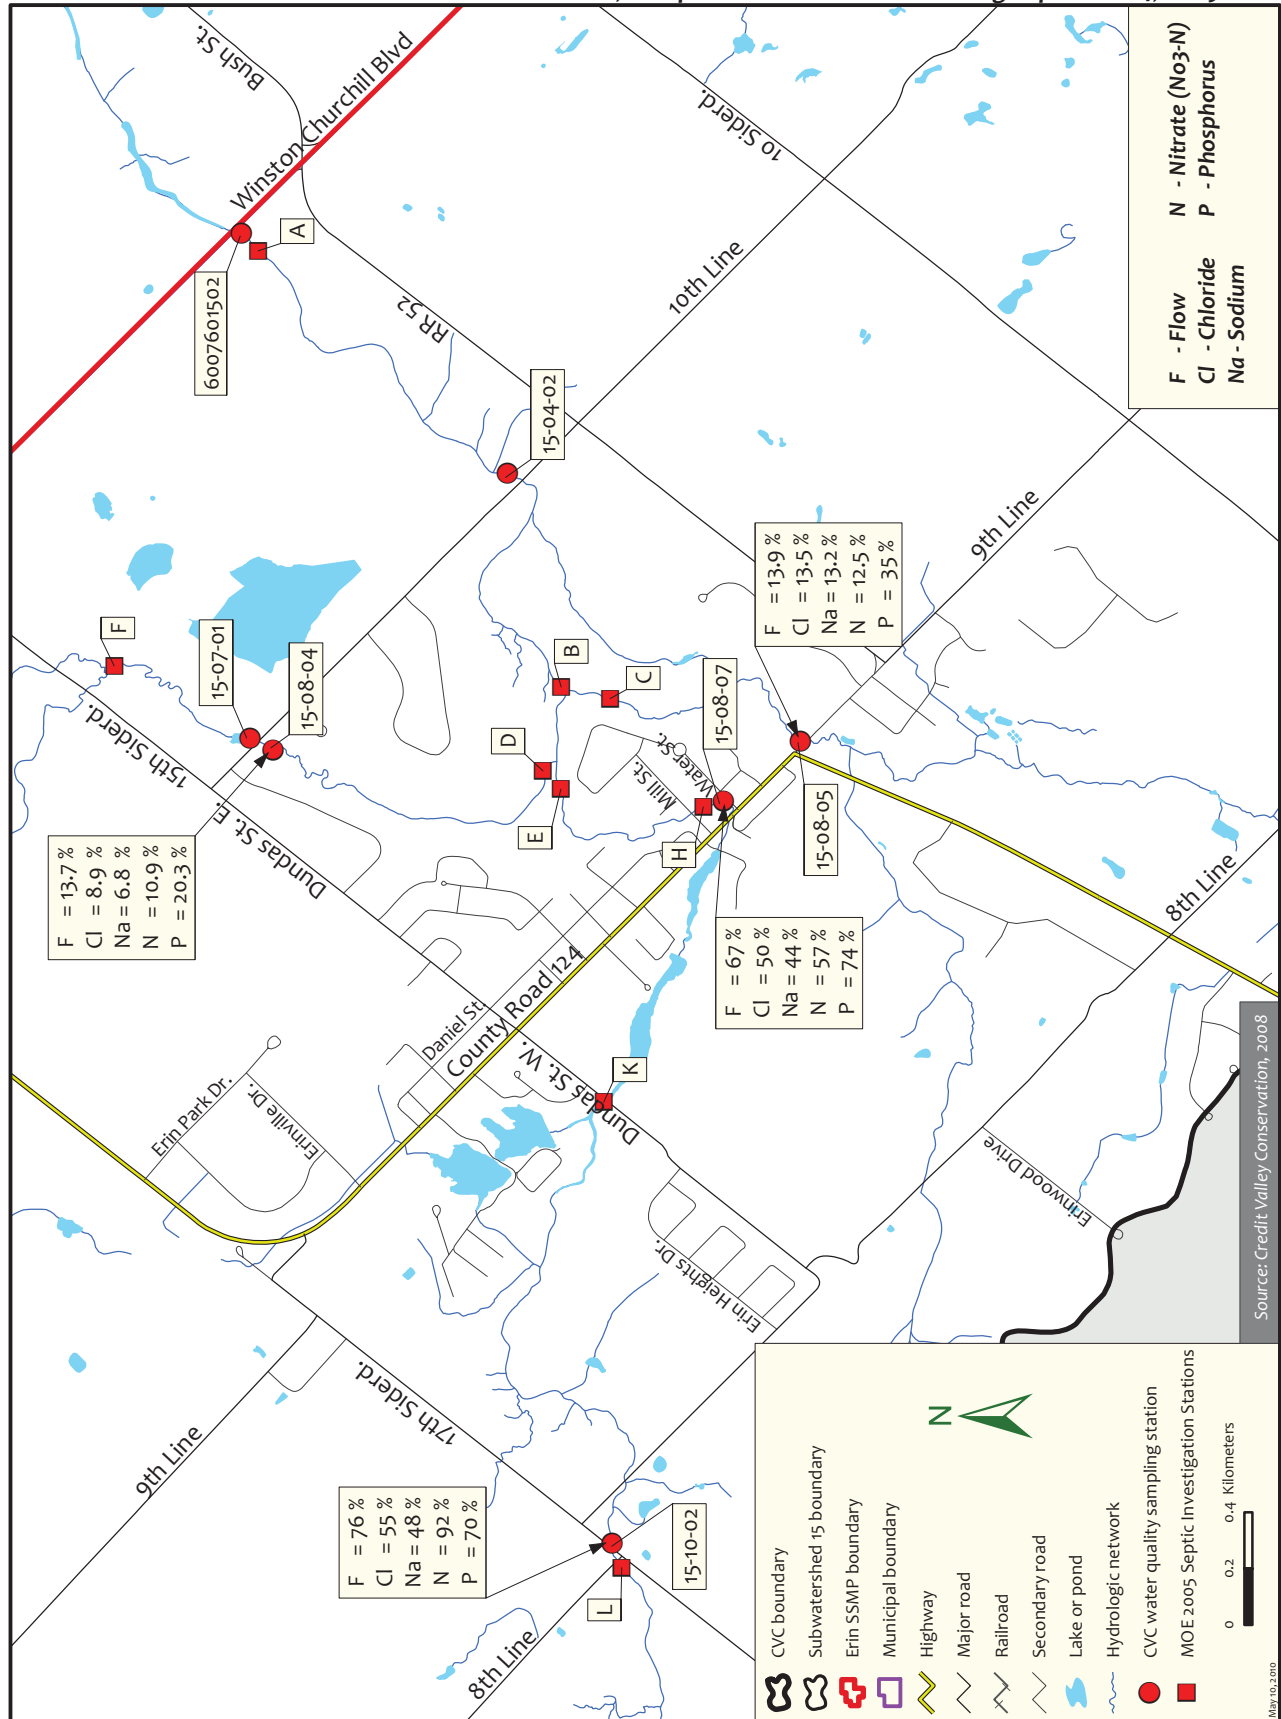 Bush St.
Winston Churchill Blvd
10 Siderd.
N - Nitrate (No3-N)
P - Phosphorus
F - Flow
Cl - Chloride
Na - Sodium
A
6007601502
RR 52
10th Line
15-04-02
9th Line
F
15-07-01
15-08-04
15th Siderd.
Dundas St. E.
B
C
D
E
H
15-08-07
Water St.
Mill St.
F = 13.9 %
Cl = 13.5 %
Na = 13.2 %
N = 12.5 %
P = 35 %
15-08-05
8th Line
F = 13.7 %
Cl = 8.9 %
Na = 6.8 %
N = 10.9 %
P = 20.3 %
F = 67 %
Cl = 50 %
Na = 44 %
N = 57 %
P = 74 %
Daniel St.
County Road 124
Dundas St. W.
K
Erin Park Dr.
Erinville Dr.
Erin Heights Dr.
Erinwood Drive
Source: Credit Valley Conservation, 2008
9th Line
17th Siderd.
F = 76 %
Cl = 55 %
Na = 48 %
N = 92 %
P = 70 %
15-10-02
L
8th Line
N
CVC boundary
Subwatershed 15 boundary
Erin SSMP boundary
Municipal boundary
Highway
Major road
Railroad
Secondary road
Lake or pond
Hydrologic network
CVC water quality sampling station
MOE 2005 Septic Investigation Stations
0 0.2 0.4 Kilometers
May 10, 2010